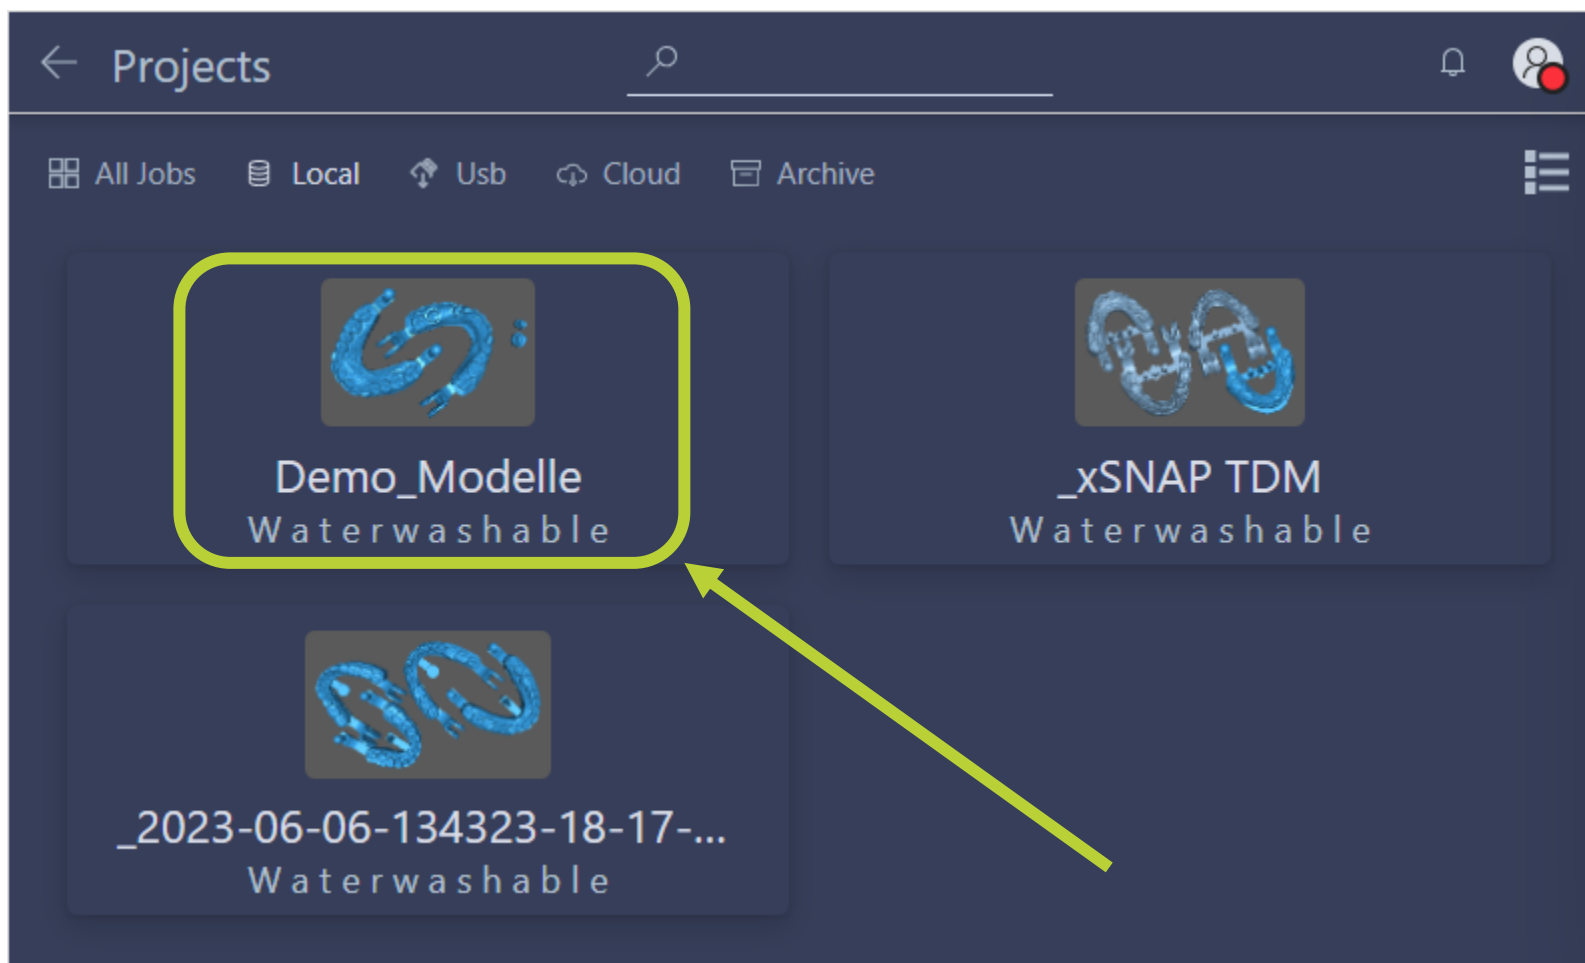 Projects
All Jobs Local Usb Cloud Archive
Demo_Modelle
Waterwashable
_xSNAP TDM
Waterwashable
_2023-06-06-134323-18-17-...
Waterwashable